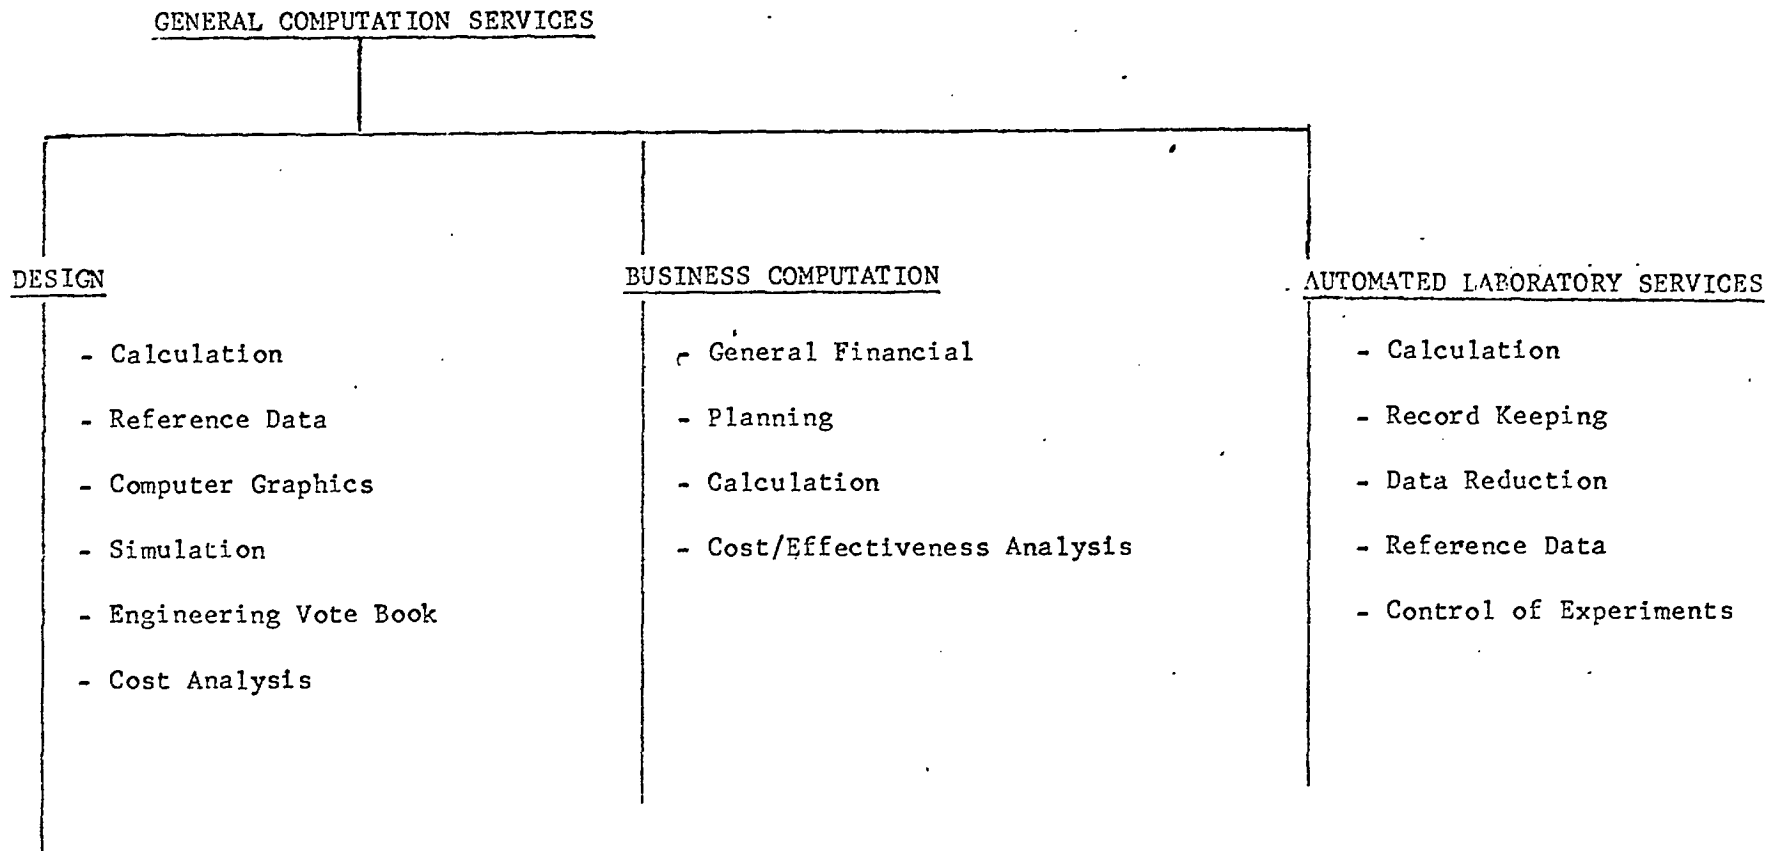 GENERAL COMPUTATION SERVICES
DESIGN
- Calculation
- Reference Data
- Computer Graphics
- Simulation
- Engineering Vote Book
- Cost Analysis
BUSINESS COMPUTATION
- General Financial
- Planning
- Calculation
- Cost/Effectiveness Analysis
AUTOMATED LABORATORY SERVICES
- Calculation
- Record Keeping
- Data Reduction
- Reference Data
- Control of Experiments